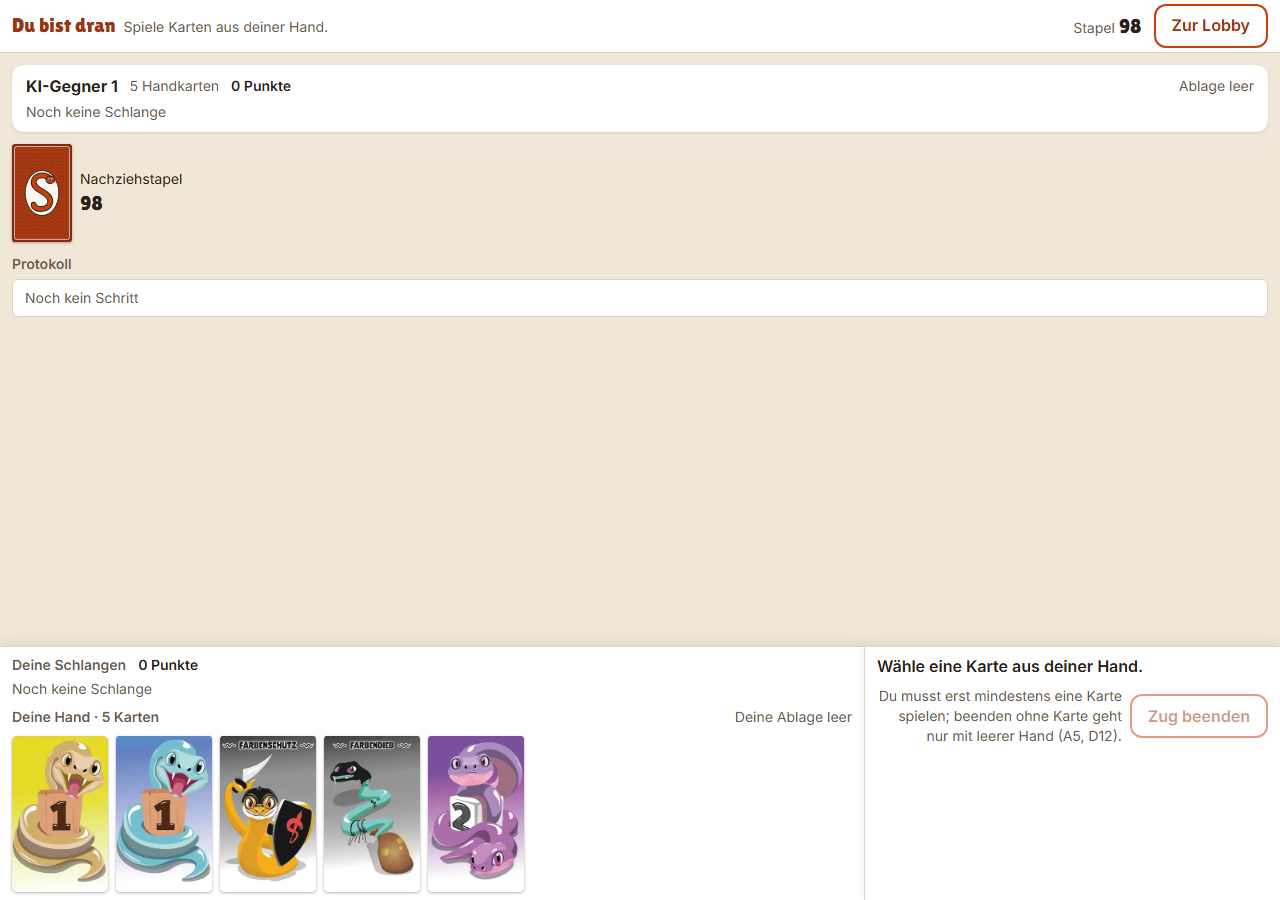 Du bist dran Spiele Karten aus deiner Hand.
Stapel 98 Zur Lobby
KI-Gegner 1 5 Handkarten 0 Punkte Ablage leer
Noch keine Schlange
S
Nachziehstapel
98
Protokoll
Noch kein Schritt
Deine Schlangen 0 Punkte
Noch keine Schlange
Deine Hand · 5 Karten Deine Ablage leer
1
1
FARBENSCHUTZ
FARBENDIEB
2
Wähle eine Karte aus deiner Hand.
Du musst erst mindestens eine Karte
spielen; beenden ohne Karte geht
nur mit leerer Hand (A5, D12).
Zug beenden